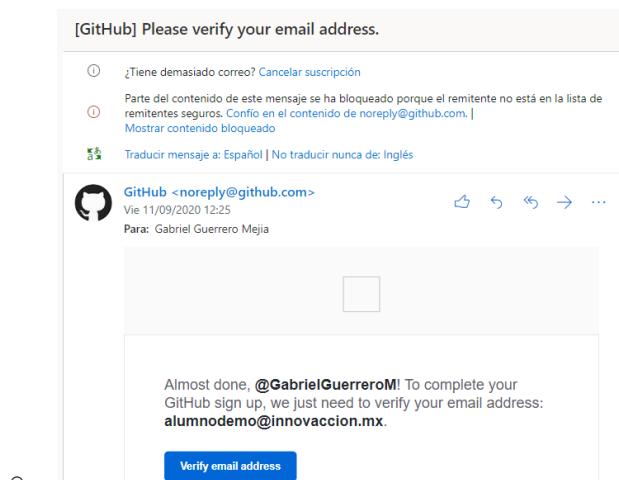 [GitHub] Please verify your email address.
¿Tiene demasiado correo? Cancelar suscripción
Parte del contenido de este mensaje se ha bloqueado porque el remitente no está en la lista de
remitentes seguros. Confío en el contenido de noreply@github.com. |
Mostrar contenido bloqueado
Traducir mensaje a: Español | No traducir nunca de: Inglés
GitHub <noreply@github.com>
Vie 11/09/2020 12:25
Para: Gabriel Guerrero Mejia
Almost done, @GabrielGuerreroM! To complete your
GitHub sign up, we just need to verify your email address:
alumnodemo@innovaccion.mx.
Verify email address